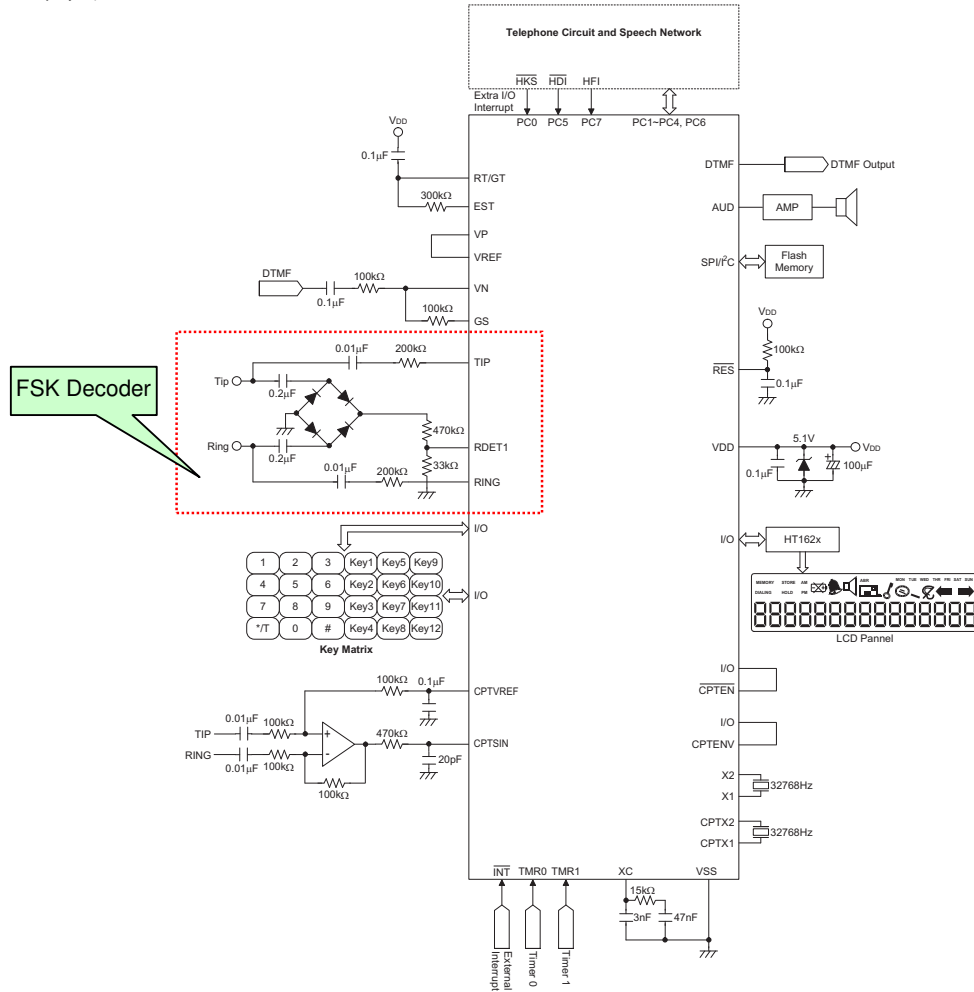 Telephone Circuit and Speech Network
HKS HDI HFI
Extra I/O
Interrupt
PC0 PC5 PC7 PC1~PC4, PC6
VDD
0.1μF
RT/GT
300kΩ
EST
VP
VREF
DTMF
100kΩ
0.1μF
VN
100kΩ
GS
FSK Decoder
0.01μF
200kΩ
TIP
Tip
0.2μF
470kΩ
RDET1
Ring
0.2μF
33kΩ
0.01μF
200kΩ
RING
I/O
1 2 3 Key1 Key5 Key9
4 5 6 Key2 Key6 Key10
7 8 9 Key3 Key7 Key11
*/T 0 # Key4 Key8 Key12
I/O
Key Matrix
100kΩ
0.1μF
CPTVREF
0.01μF
100kΩ
TIP
+
RING
-
0.01μF
100kΩ
100kΩ
470kΩ
CPTSIN
20pF
DTMF
DTMF Output
AUD
AMP
SPI/I²C
Flash
Memory
VDD
100kΩ
RES
0.1μF
VDD
5.1V
VDD
0.1μF
+
100μF
I/O
HT162x
MEMORY STORE AM
DIALING HOLD PM
MON TUE WED THE FRI SAT SUN
LCD Pannel
I/O
CPTEN
I/O
CPTENV
X2
32768Hz
X1
CPTX2
32768Hz
CPTX1
INT TMR0 TMR1 XC VSS
15kΩ
3nF
47nF
External
Interrupt
Timer 0
Timer 1